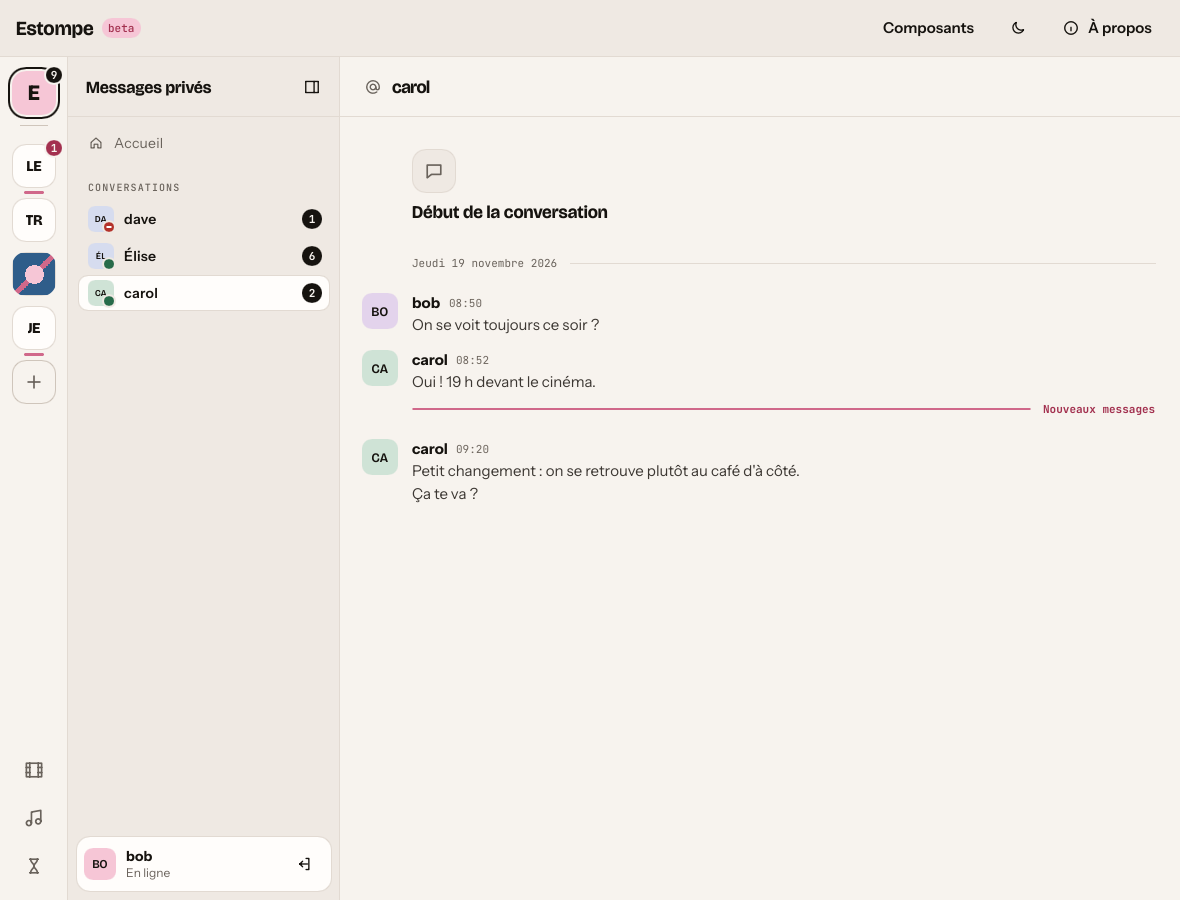 Estompe beta
Composants
À propos
E 9
LE 1
TR
JE
Messages privés
Accueil
CONVERSATIONS
DA dave 1
ÉL Élise 6
CA carol 2
BO bob
En ligne
carol
Début de la conversation
Jeudi 19 novembre 2026
BO bob 08:50
On se voit toujours ce soir ?
CA carol 08:52
Oui ! 19 h devant le cinéma.
Nouveaux messages
CA carol 09:20
Petit changement : on se retrouve plutôt au café d'à côté.
Ça te va ?